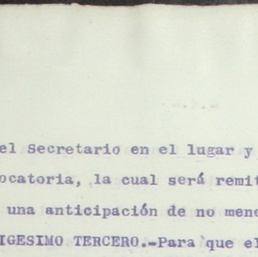 el secretario en el lugar y
ocatoria, la cual será remit
una anticipación de no mene
IGESIMO TERCERO.-Para que el